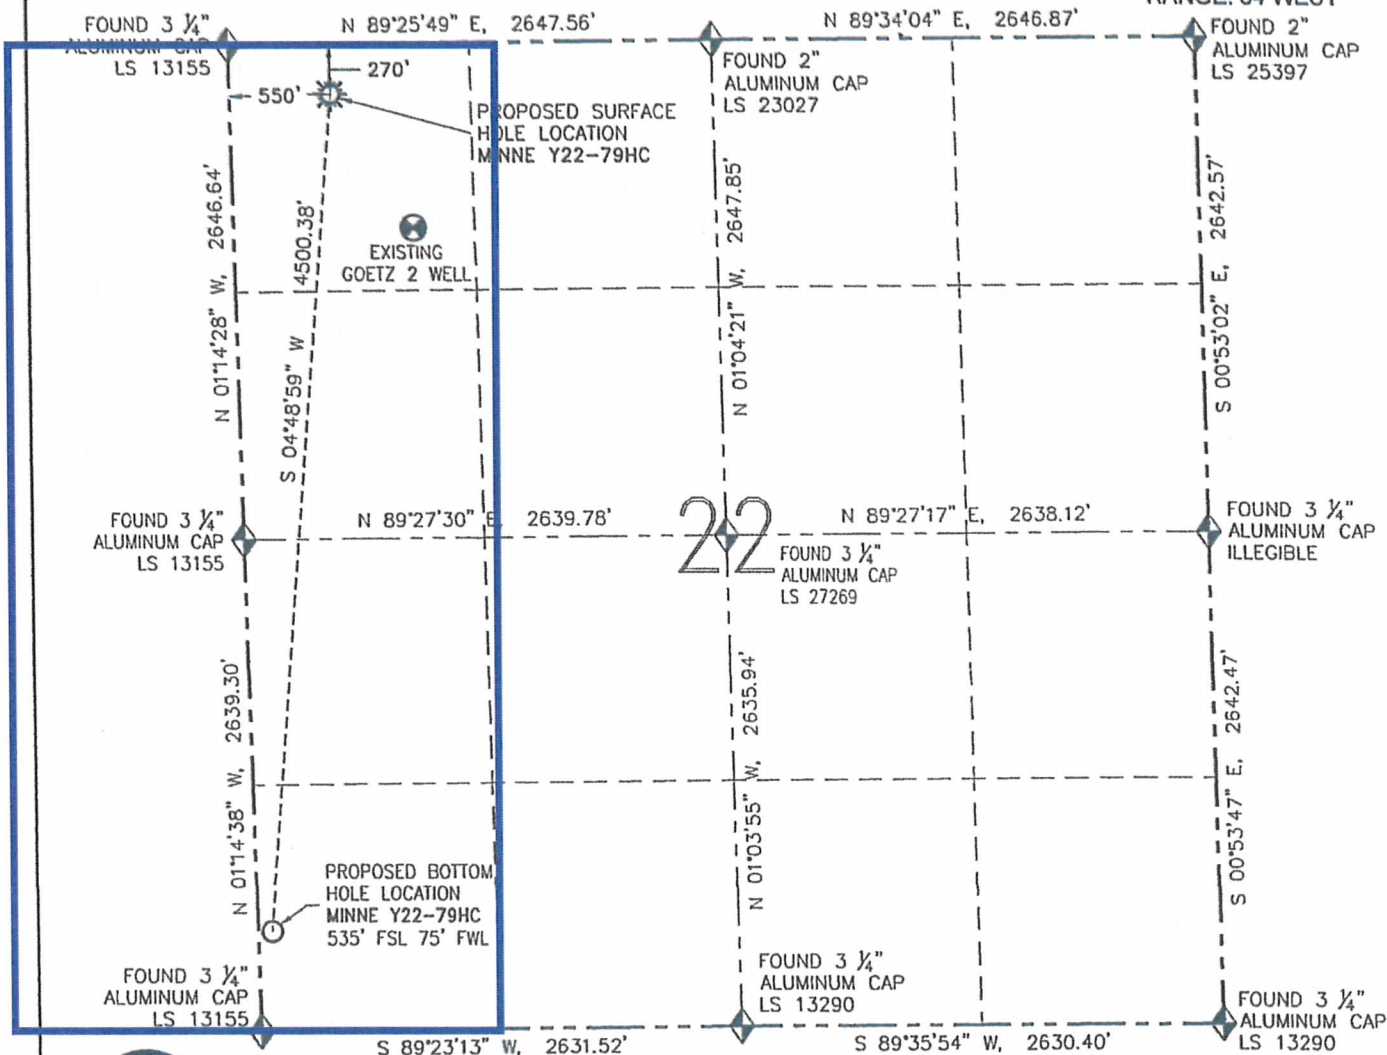 RANGE: 64 WEST
FOUND 3 ¼"
ALUMINUM CAP
LS 13155
N 89°25'49" E, 2647.56'
N 89°34'04" E, 2646.87'
FOUND 2"
ALUMINUM CAP
LS 23027
FOUND 2"
ALUMINUM CAP
LS 25397
270'
550'
PROPOSED SURFACE
HOLE LOCATION
MINNE Y22-79HC
EXISTING
GOETZ 2 WELL
N 01°14'28" W, 2646.64'
S 04°48'59" W 4500.38'
N 01°04'21" W, 2647.85'
S 00°53'02" E, 2642.57'
FOUND 3 ¼"
ALUMINUM CAP
LS 13155
N 89°27'30" E, 2639.78'
22
N 89°27'17" E, 2638.12'
FOUND 3 ¼"
ALUMINUM CAP
LS 27269
FOUND 3 ¼"
ALUMINUM CAP
ILLEGIBLE
N 01°14'38" W, 2639.30'
N 01°03'55" W, 2635.94'
S 00°53'47" E, 2642.47'
PROPOSED BOTTOM
HOLE LOCATION
MINNE Y22-79HC
535' FSL 75' FWL
FOUND 3 ¼"
ALUMINUM CAP
LS 13155
S 89°23'13" W, 2631.52'
FOUND 3 ¼"
ALUMINUM CAP
LS 13290
S 89°35'54" W, 2630.40'
FOUND 3 ¼"
ALUMINUM CAP
LS 13290